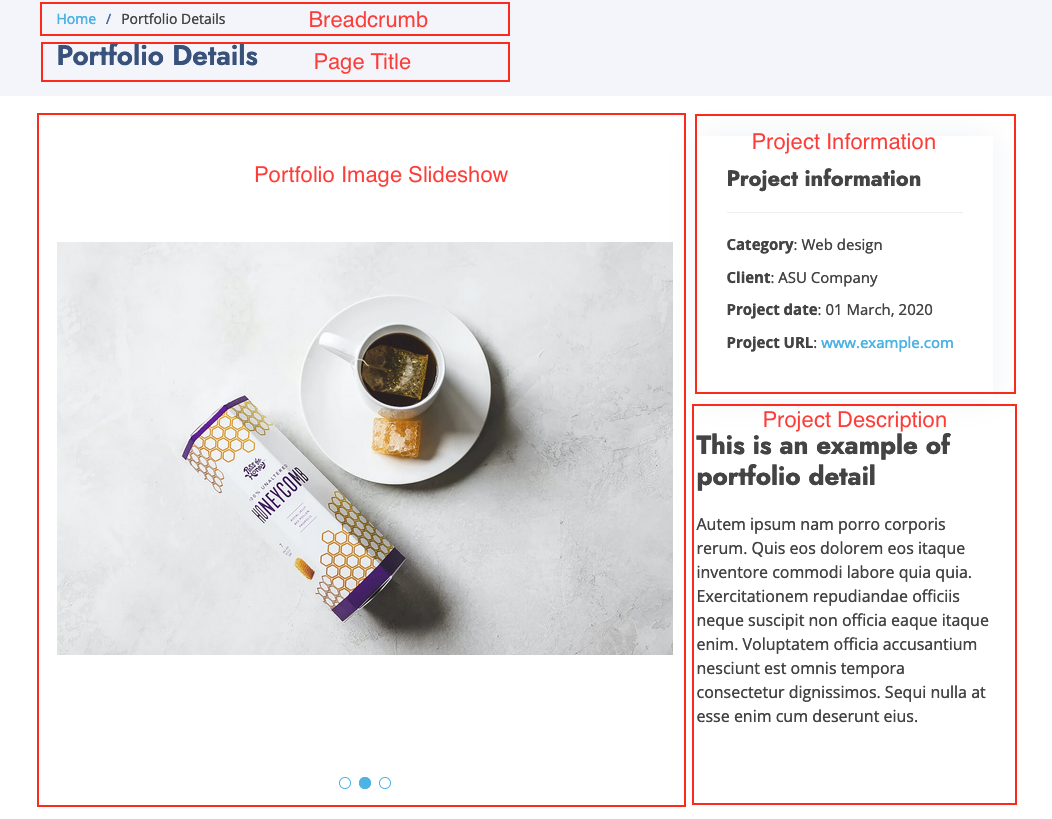 Home / Portfolio Details
Breadcrumb
Portfolio Details
Page Title
Portfolio Image Slideshow
100% UNALTERED
HONEYCOMB
Project Information
Project information
Category: Web design
Client: ASU Company
Project date: 01 March, 2020
Project URL: www.example.com
Project Description
This is an example of
portfolio detail
Autem ipsum nam porro corporis
rerum. Quis eos dolorem eos itaque
inventore commodi labore quia quia.
Exercitationem repudiandae officiis
neque suscipit non officia eaque itaque
enim. Voluptatem officia accusantium
nesciunt est omnis tempora
consectetur dignissimos. Sequi nulla at
esse enim cum deserunt eius.